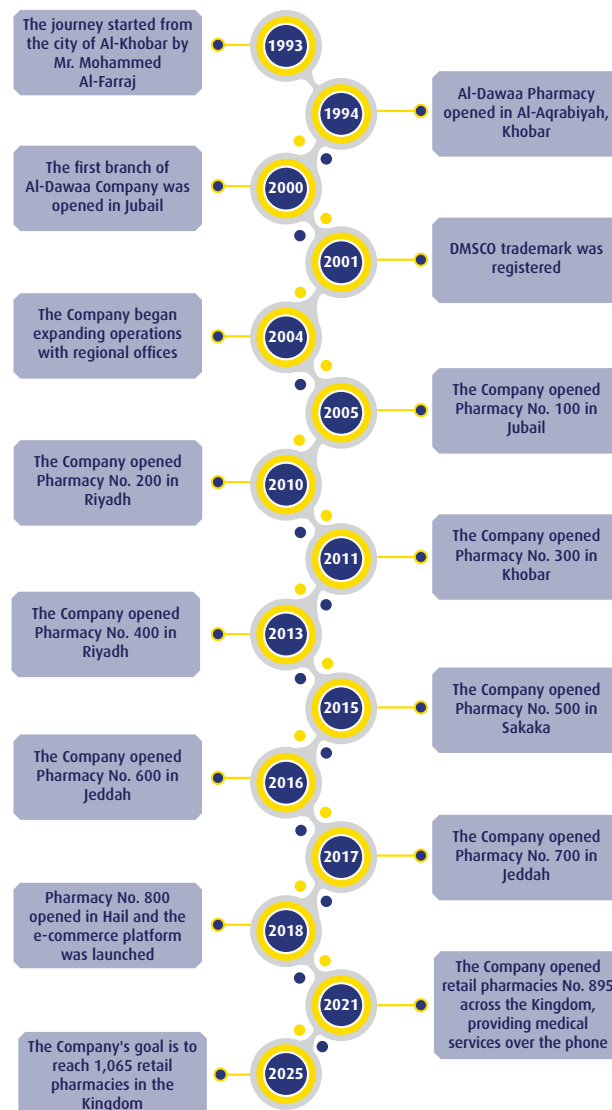 The journey started from
the city of Al-Khobar by
Mr. Mohammed
Al-Farraj
1993
1994
Al-Dawaa Pharmacy
opened in Al-Aqrabiyah,
Khobar
The first branch of
Al-Dawaa Company was
opened in Jubail
2000
2001
DMSCO trademark was
registered
The Company began
expanding operations
with regional offices
2004
2005
The Company opened
Pharmacy No. 100 in
Jubail
The Company opened
Pharmacy No. 200 in
Riyadh
2010
2011
The Company opened
Pharmacy No. 300 in
Khobar
The Company opened
Pharmacy No. 400 in
Riyadh
2013
2015
The Company opened
Pharmacy No. 500 in
Sakaka
The Company opened
Pharmacy No. 600 in
Jeddah
2016
2017
The Company opened
Pharmacy No. 700 in
Jeddah
Pharmacy No. 800
opened in Hail and the
e-commerce platform
was launched
2018
2021
The Company opened
retail pharmacies No. 895
across the Kingdom,
providing medical
services over the phone
The Company's goal is to
reach 1,065 retail
pharmacies in the
Kingdom
2025